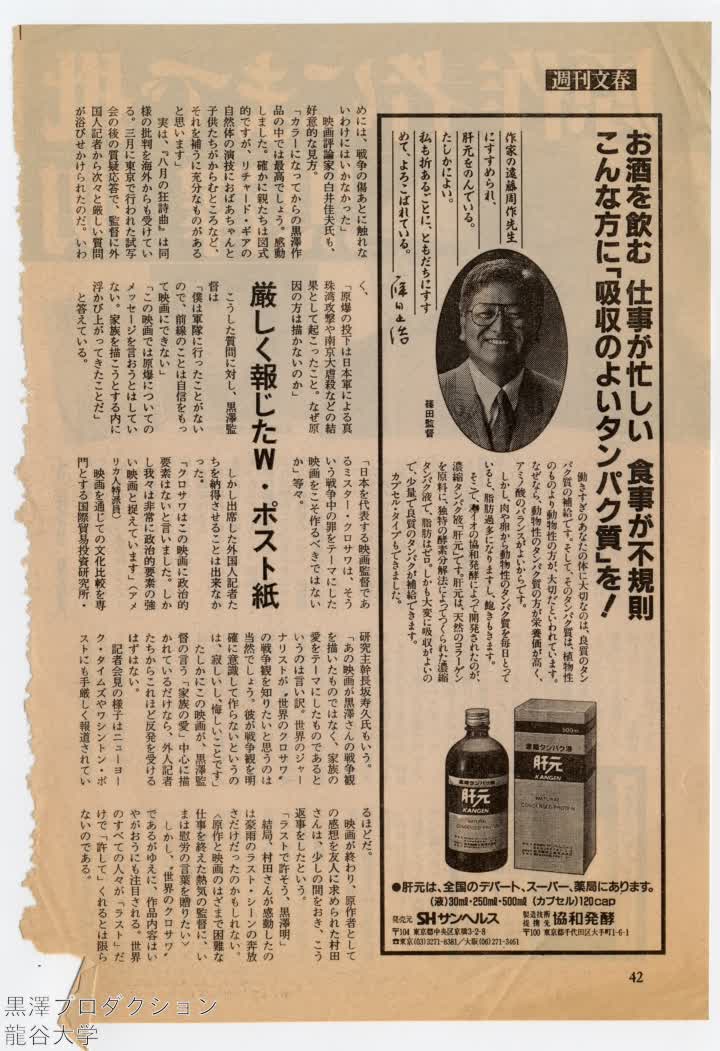 週刊文春
お酒を飲む 仕事が忙しい 食事が不規則
こんな方に「吸収のよいタンパク質」を!
作家の遠藤周作先生
にすすめられ、
肝元をのんでいる。
たしかによい。
私も折あるごとに、ともだちにすす
めて、よろこばれている。
篠田監督
働きすぎのあなたの体に大切なのは、良質のタン
パク質の補給です。そして、そのタンパク質は、植物性
のものより動物性の方が、大切だといわれています。
なぜなら、動物性のタンパク質の方が栄養価が高く、
アミノ酸のバランスがよいからです。
しかし、肉や卵から動物性のタンパク質を毎日とって
いると、脂肪過多になりますし、飽きもきます。
そこで、バイオの協和発酵によって開発されたのが、
濃縮タンパク液「肝元」です。肝元は、天然のコラーゲン
を原料に、独特の酵素分解法によってつくられた濃縮
タンパク液で、脂肪はゼロ。しかも大変に吸収がよいの
で、少量で良質のタンパクが補給できます。
カプセル・タイプもできました。
濃縮タンパク液
肝元
KANGEN
NATURAL
CONDENSED PROTEIN
500ml
濃縮タンパク液
肝元
KANGEN
NATURAL
CONDENSED PROTEIN
●肝元は、全国のデパート、スーパー、薬局にあります。
(液)30ml・250ml・500ml (カプセル)120cap
発売元 SHサンヘルス
〒104 東京都中央区京橋3-2-8
☎東京(03)3271-8381/大阪(06)271-3461
製造技術提携先 協和発酵
〒100 東京都千代田区大手町1-6-1
めには、戦争の傷あとに触れな
いわけにはいかなかった」
映画評論家の白井佳夫氏も、
好意的な見方。
「カラーになってからの黒澤作
品の中では最高でしょう。感動
しました。確かに親たちは図式
的ですが、リチャード・ギアの
自然体の演技におばあちゃんと
子供たちがからむところなど、
それを補うに充分なものがある
と思います」
実は、『八月の狂詩曲』は同
様の批判を海外からも受けてい
る。三月に東京で行われた試写
会の後の質疑応答で、監督に外
国人記者から次々と厳しい質問
が浴びせかけられたのだ。いわ
く、
「原爆の投下は日本軍による真
珠湾攻撃や南京大虐殺などの結
果として起こったこと。なぜ原
因の方は描かないのか」
厳しく報じたW・ポスト紙
こうした質問に対し、黒澤監
督は
「僕は軍隊に行ったことがない
ので、前線のことは自信をもっ
て映画にできない」
「この映画では原爆についての
メッセージを言おうとはしてい
ない。家族を描こうとする内に
浮かび上がってきたことだ」
と答えている。
「日本を代表する映画監督であ
るミスター・クロサワは、そう
いう戦争中の罪をテーマにした
映画をこそ作るべきではない
か」等々。
しかし出席した外国人記者た
ちを納得させることは出来なか
った。
「クロサワはこの映画に政治的
要素はないと言いました。しか
し我々は非常に政治的要素の強
い映画と捉えています」(アメ
リカ人特派員)
映画を通じての文化比較を専
門とする国際貿易投資研究所・
研究主幹長坂寿久氏もいう。
「あの映画が黒澤さんの戦争観
を描いたものではなく、家族の
愛をテーマにしたものであると
いうのは言い訳。世界のジャー
ナリストが〝世界のクロサワ〟
の戦争観を知りたいと思うのは
当然でしょう。彼が戦争観を明
確に意識して作らないというの
は、寂しいし、悔しいことです」
たしかにこの映画が、黒澤監
督の言う「家族の愛」中心に描
かれているだけなら、外人記者
たちからこれほど反発を受ける
はずはない。
記者会見の様子はニューヨー
ク・タイムズやワシントン・ポ
ストにも手厳しく報道されてい
るほどだ。
映画が終わり、原作者として
の感想を友人に求められた村田
さんは、少しの間をおき、こう
返事をしたという。
「ラストで許そう、黒澤明」
結局、村田さんが感動したの
は豪雨のラスト・シーンの奔放
さだけだったのかもしれない。
〈原作と映画のはざまで困難な
仕事を終えた熱気の監督に、い
まは慰労の言葉を贈りたい〉
しかし、〝世界のクロサワ〟
であるがゆえに、作品内容はい
やがおうにも注目される。世界
のすべての人々が「ラスト」だ
けで「許して」くれるとは限ら
ないのである。
42
黒澤プロダクション
龍谷大学